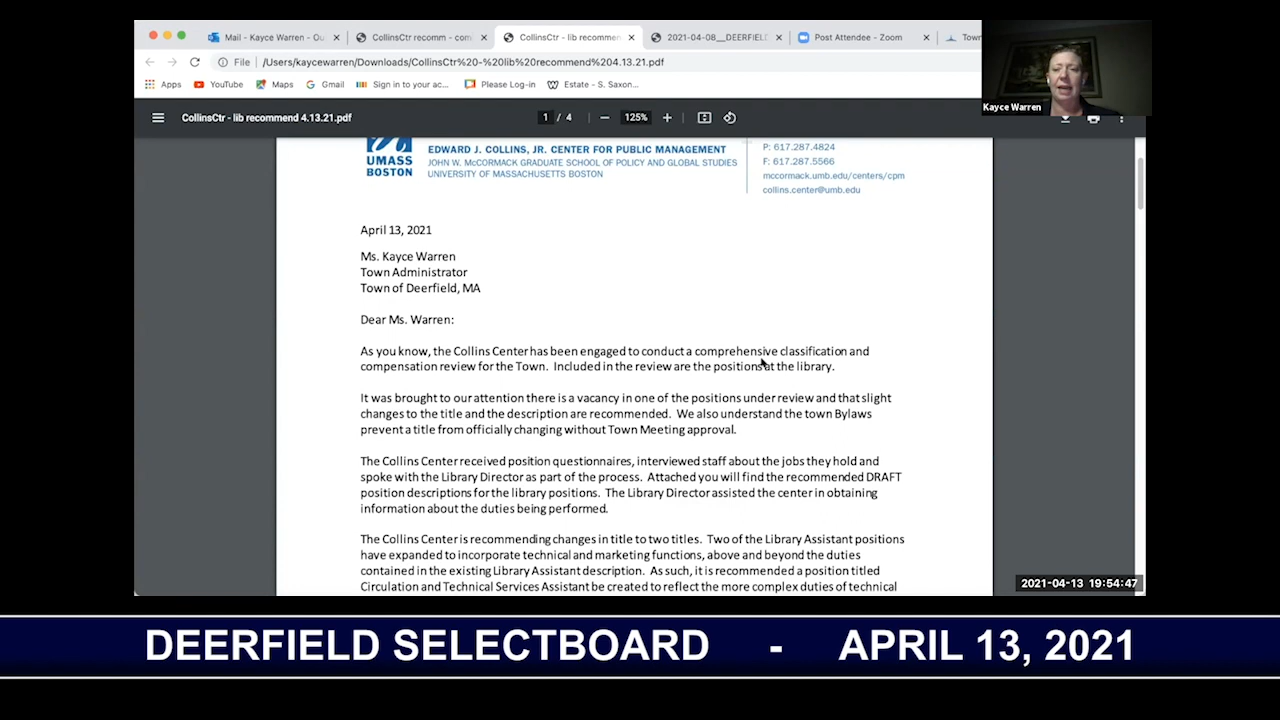 Mail - Kayce Warren - Ou
CollinsCtr recomm - com
CollinsCtr - lib recommen
2021-04-08__DEERFIELD
Post Attendee - Zoom
Town
File
/Users/kaycewarren/Downloads/CollinsCtr%20-%20lib%20recommend%204.13.21.pdf
Apps
YouTube
Maps
Gmail
Sign in to your ac...
Please Log-in
Estate - S. Saxon...
Kayce Warren
CollinsCtr - lib recommend 4.13.21.pdf
1 / 4
125%
UMASS
BOSTON
EDWARD J. COLLINS, JR. CENTER FOR PUBLIC MANAGEMENT
JOHN W. McCORMACK GRADUATE SCHOOL OF POLICY AND GLOBAL STUDIES
UNIVERSITY OF MASSACHUSETTS BOSTON
P: 617.287.4824
F: 617.287.5566
mccormack.umb.edu/centers/cpm
collins.center@umb.edu
April 13, 2021
Ms. Kayce Warren
Town Administrator
Town of Deerfield, MA
Dear Ms. Warren:
As you know, the Collins Center has been engaged to conduct a comprehensive classification and
compensation review for the Town. Included in the review are the positions at the library.
It was brought to our attention there is a vacancy in one of the positions under review and that slight
changes to the title and the description are recommended. We also understand the town Bylaws
prevent a title from officially changing without Town Meeting approval.
The Collins Center received position questionnaires, interviewed staff about the jobs they hold and
spoke with the Library Director as part of the process. Attached you will find the recommended DRAFT
position descriptions for the library positions. The Library Director assisted the center in obtaining
information about the duties being performed.
The Collins Center is recommending changes in title to two titles. Two of the Library Assistant positions
have expanded to incorporate technical and marketing functions, above and beyond the duties
contained in the existing Library Assistant description. As such, it is recommended a position titled
Circulation and Technical Services Assistant be created to reflect the more complex duties of technical
2021-04-13 19:54:47
DEERFIELD SELECTBOARD - APRIL 13, 2021